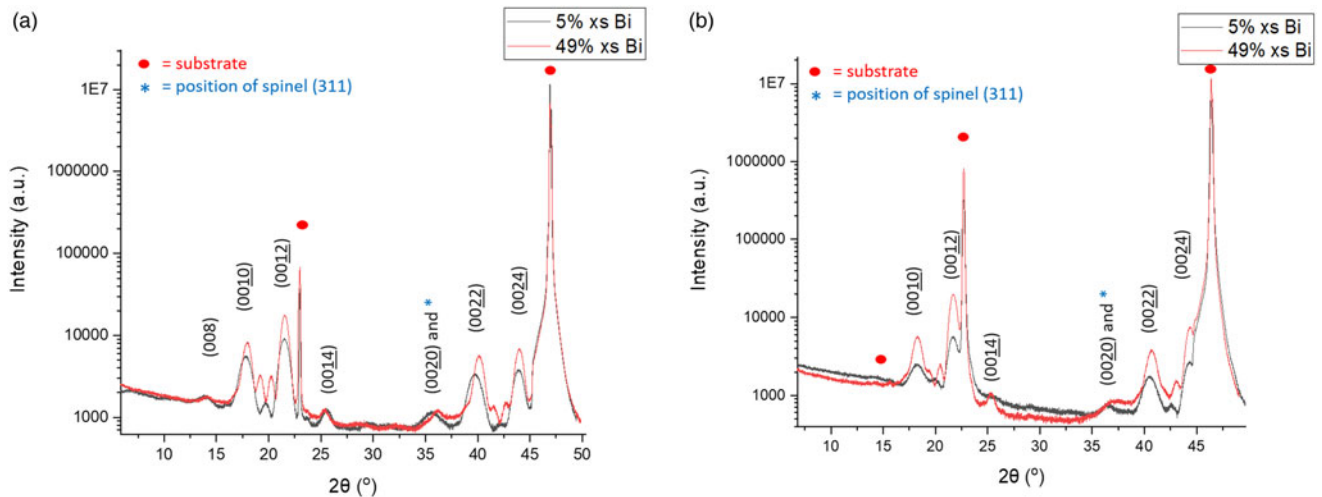 (a)
5% xs Bi
49% xs Bi
= substrate
* = position of spinel (311)
1E7
1000000
100000
10000
1000
Intensity (a.u.)
(008)
(0010)
(0012)
(0014)
(0020) and *
(0022)
(0024)
10 15 20 25 30 35 40 45 50
2θ (°)
(b)
5% xs Bi
49% xs Bi
= substrate
* = position of spinel (311)
1E7
1000000
100000
10000
1000
Intensity (a.u.)
(0010)
(0012)
(0014)
(0020) and *
(0022)
(0024)
10 15 20 25 30 35 40 45
2θ (°)